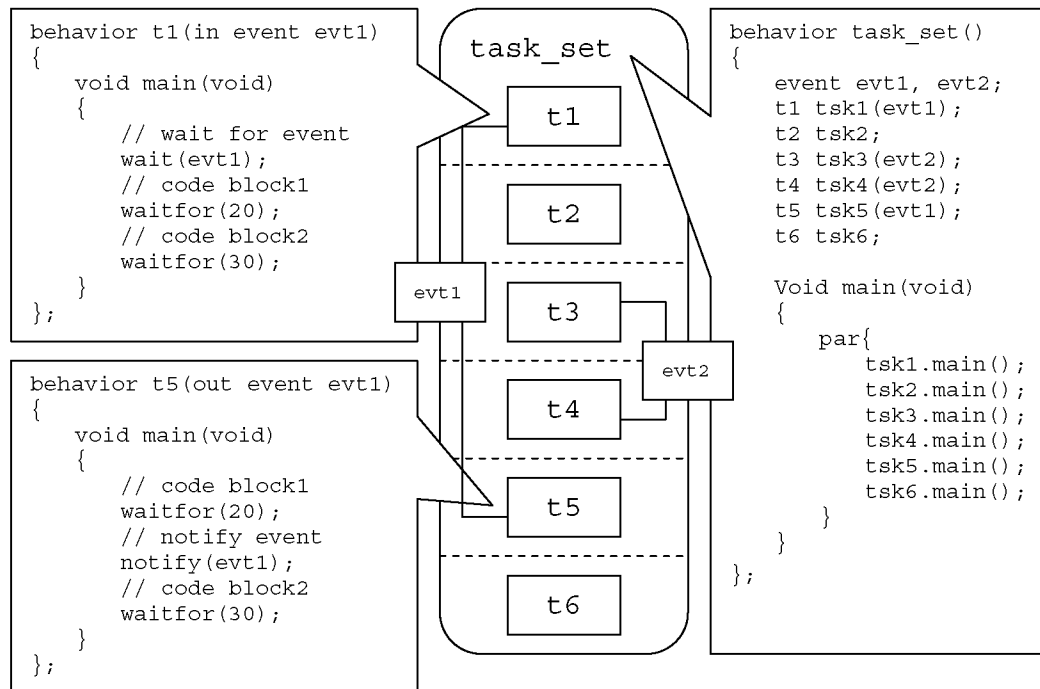 behavior t1(in event evt1)
{
void main(void)
{
// wait for event
wait(evt1);
// code block1
waitfor(20);
// code block2
waitfor(30);
}
};
behavior t5(out event evt1)
{
void main(void)
{
// code block1
waitfor(20);
// notify event
notify(evt1);
// code block2
waitfor(30);
}
};
task_set
t1
t2
evt1
t3
evt2
t4
t5
t6
behavior task_set()
{
event evt1, evt2;
t1 tsk1(evt1);
t2 tsk2;
t3 tsk3(evt2);
t4 tsk4(evt2);
t5 tsk5(evt1);
t6 tsk6;
Void main(void)
{
par{
tsk1.main();
tsk2.main();
tsk3.main();
tsk4.main();
tsk5.main();
tsk6.main();
}
}
};